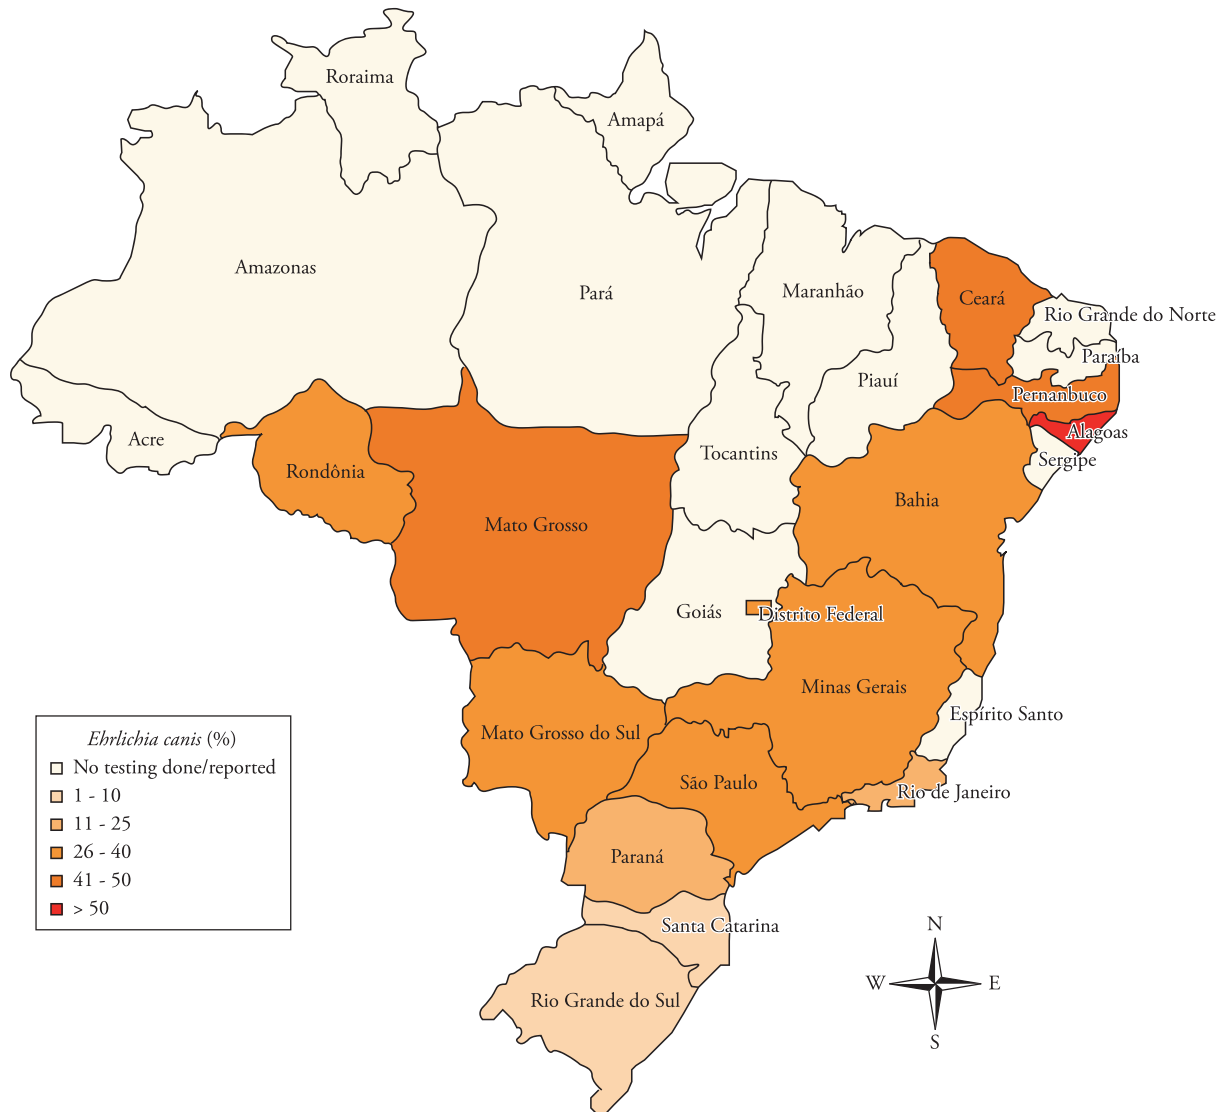 Roraima
Amapá
Amazonas
Pará
Maranhão
Ceará
Rio Grande do Norte
Paraíba
Piauí
Pernambuco
Acre
Alagoas
Tocantins
Sergipe
Rondônia
Bahia
Mato Grosso
Goiás
Distrito Federal
Minas Gerais
Espírito Santo
Mato Grosso do Sul
São Paulo
Rio de Janeiro
Paraná
Santa Catarina
Rio Grande do Sul
Ehrlichia canis (%)
No testing done/reported
1 - 10
11 - 25
26 - 40
41 - 50
> 50
N
W
E
S